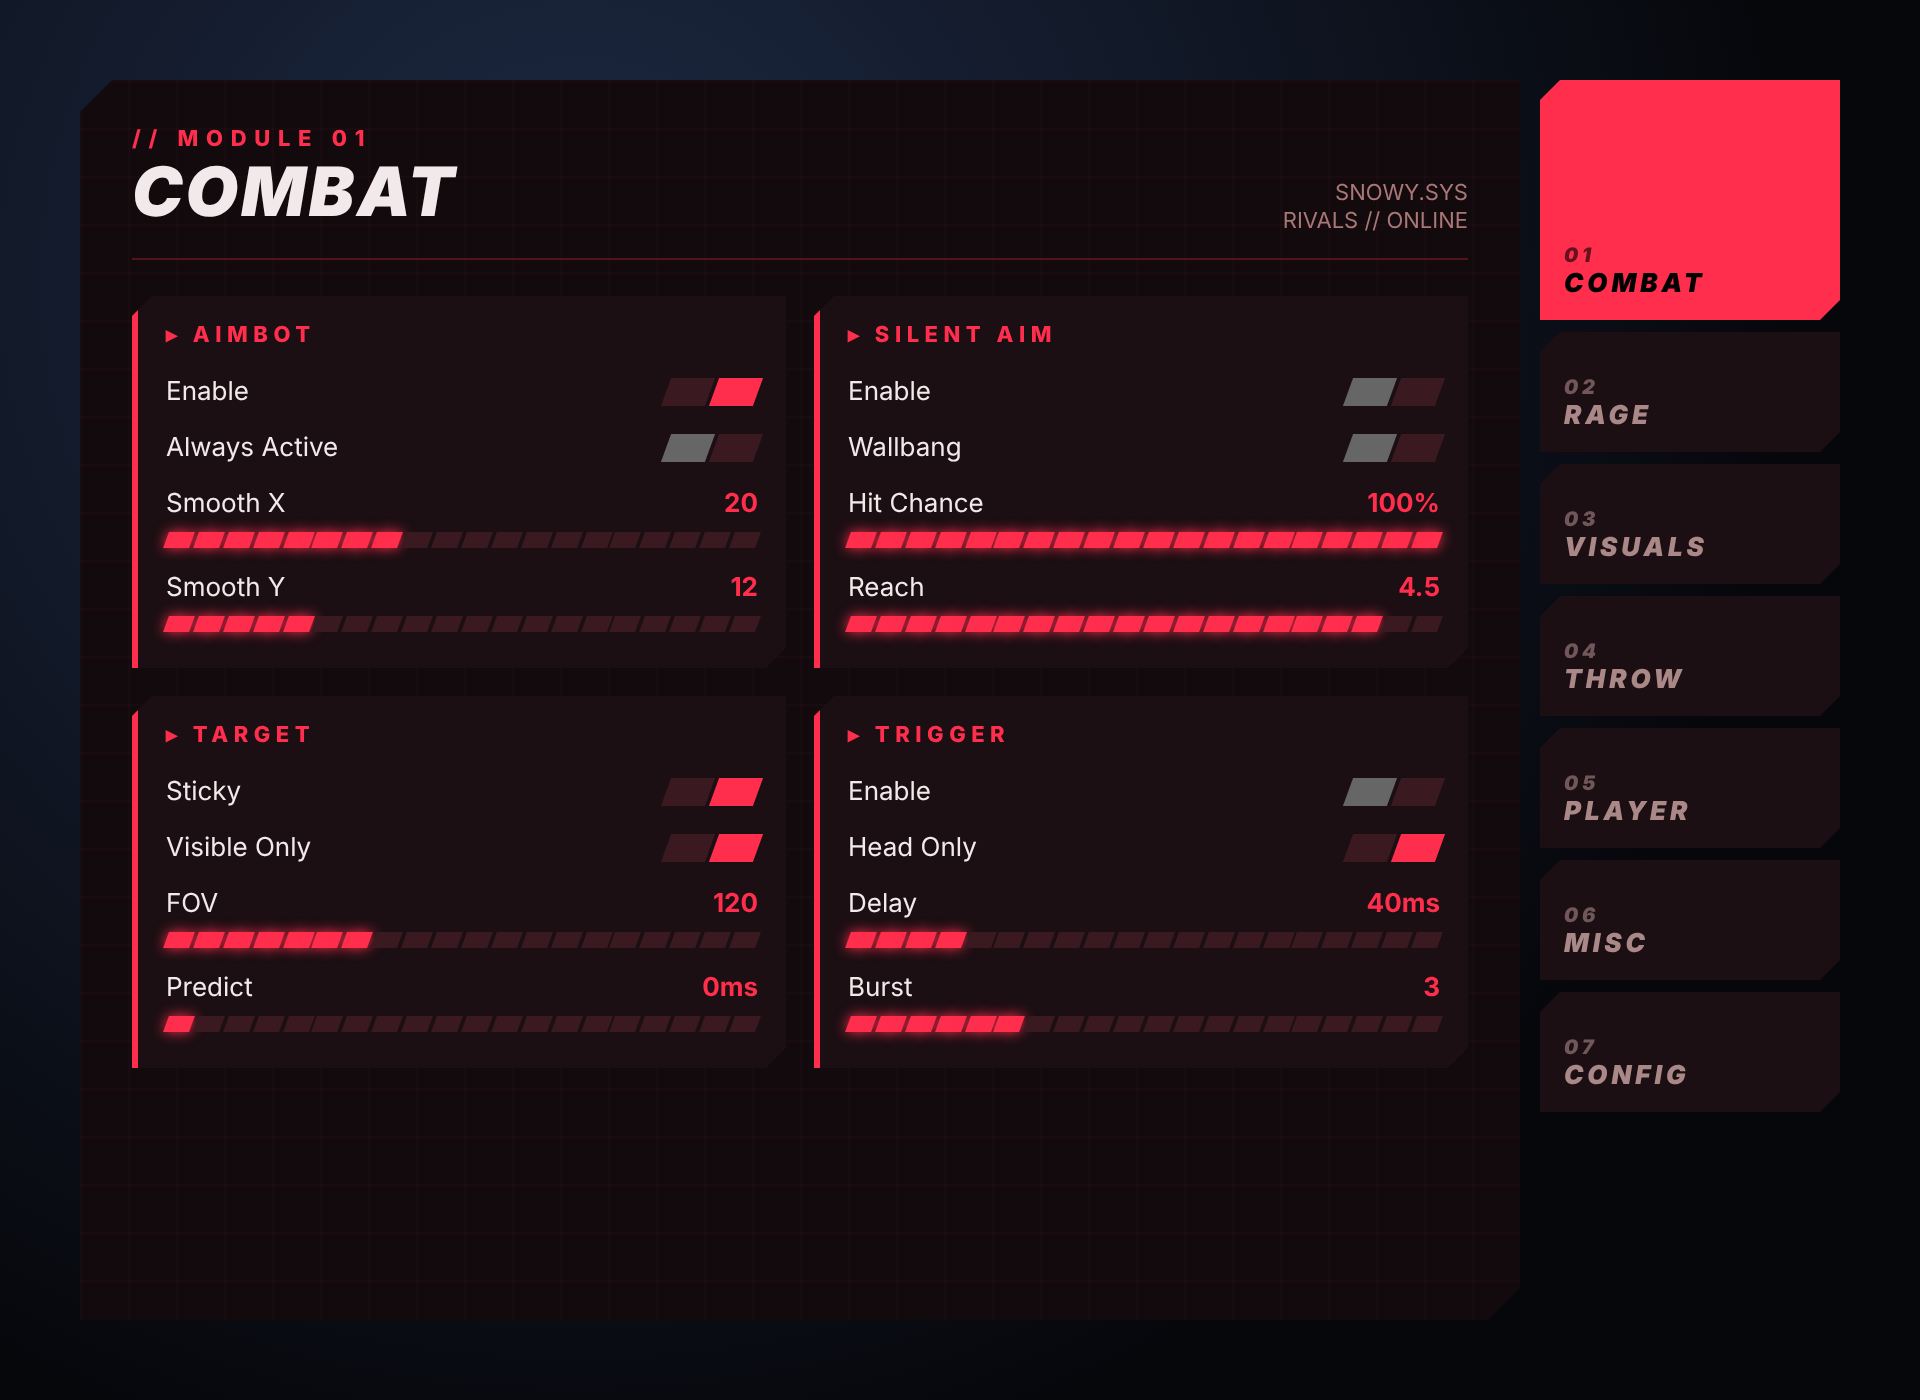 // MODULE 01
COMBAT
SNOWY.SYS
RIVALS // ONLINE
▸ AIMBOT
Enable
Always Active
Smooth X 20
Smooth Y 12
▸ SILENT AIM
Enable
Wallbang
Hit Chance 100%
Reach 4.5
▸ TARGET
Sticky
Visible Only
FOV 120
Predict 0ms
▸ TRIGGER
Enable
Head Only
Delay 40ms
Burst 3
01
COMBAT
02
RAGE
03
VISUALS
04
THROW
05
PLAYER
06
MISC
07
CONFIG